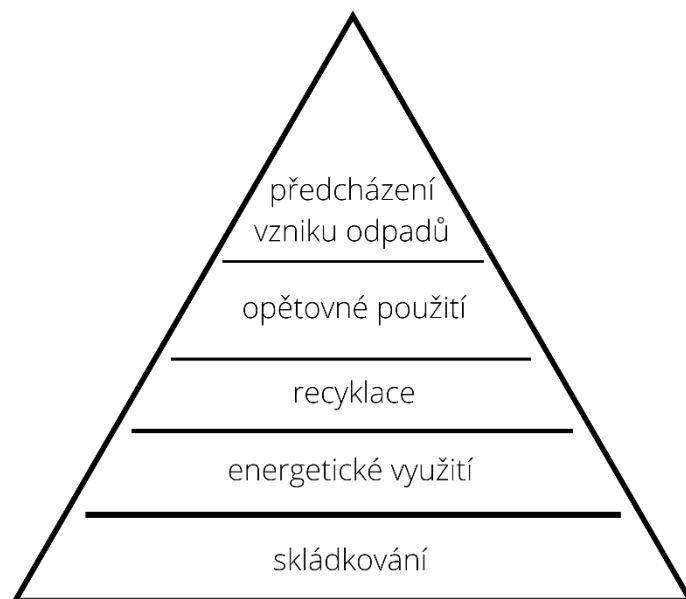 předcházení
vzniku odpadů
opětovné použití
recyklace
energetické využití
skládkování